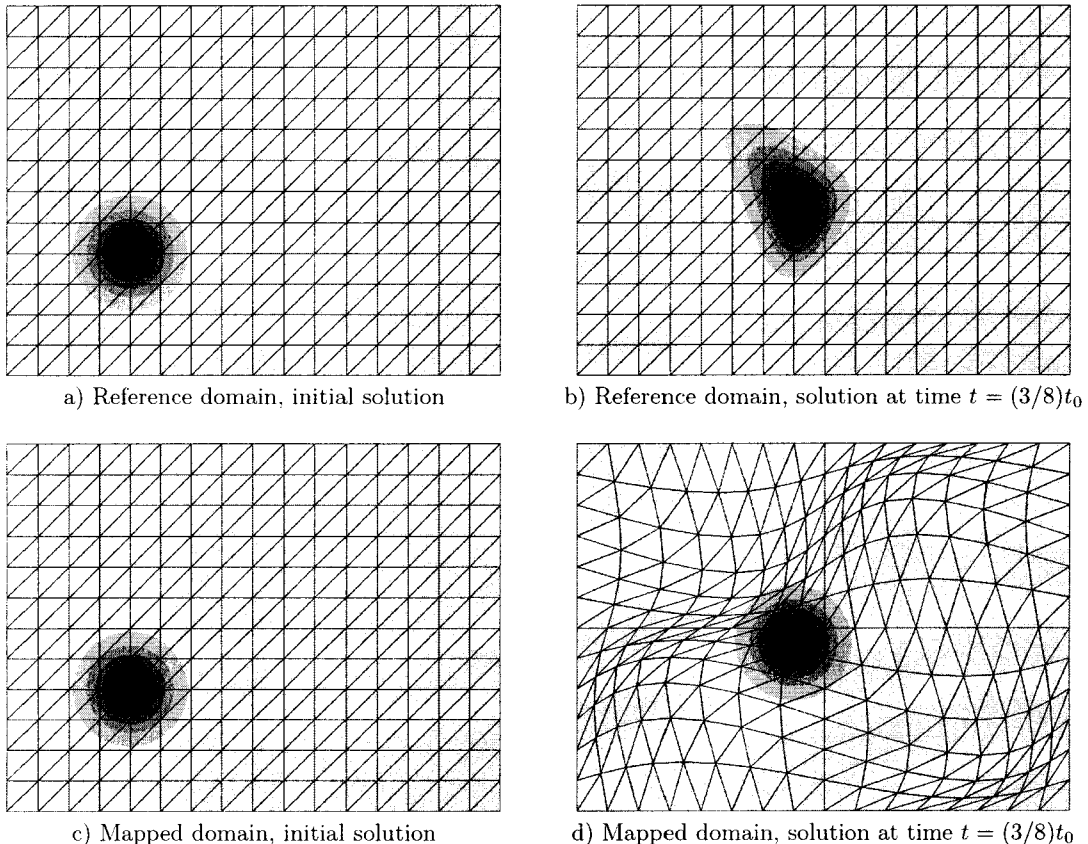 a) Reference domain, initial solution
b) Reference domain, solution at time t = (3/8)t₀
c) Mapped domain, initial solution
d) Mapped domain, solution at time t = (3/8)t₀